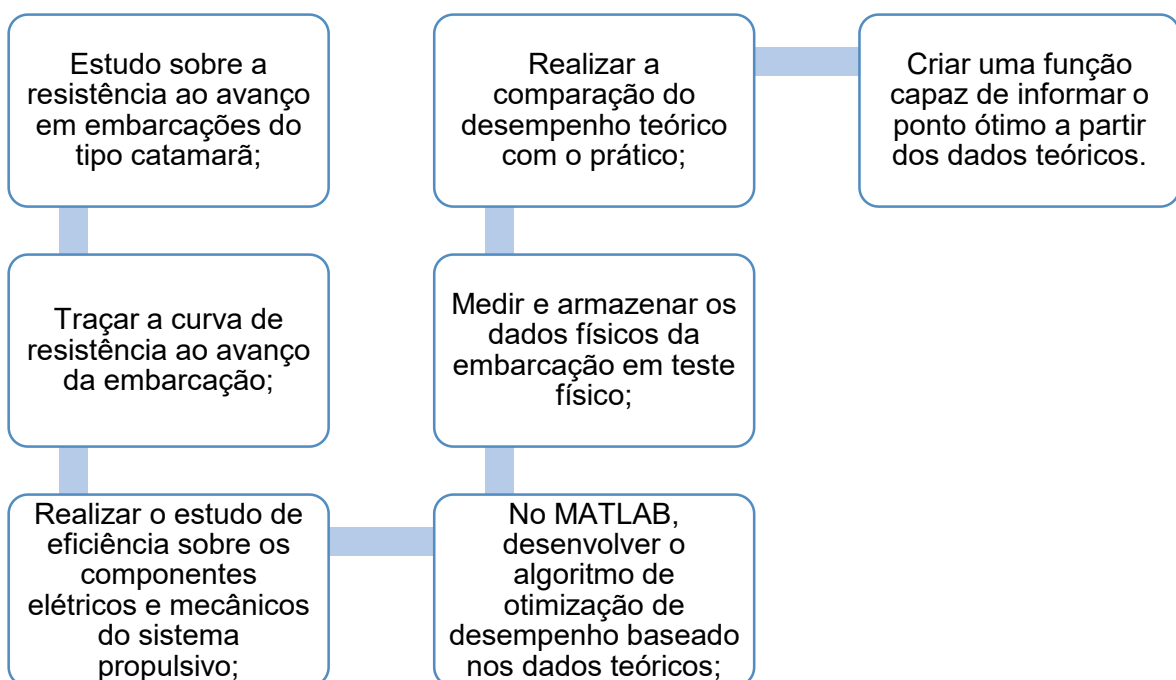 Estudo sobre a
resistência ao avanço
em embarcações do
tipo catamarã;
Traçar a curva de
resistência ao avanço
da embarcação;
Realizar o estudo de
eficiência sobre os
componentes
elétricos e mecânicos
do sistema
propulsivo;
No MATLAB,
desenvolver o
algoritmo de
otimização de
desempenho baseado
nos dados teóricos;
Medir e armazenar os
dados físicos da
embarcação em teste
físico;
Realizar a
comparação do
desempenho teórico
com o prático;
Criar uma função
capaz de informar o
ponto ótimo a partir
dos dados teóricos.